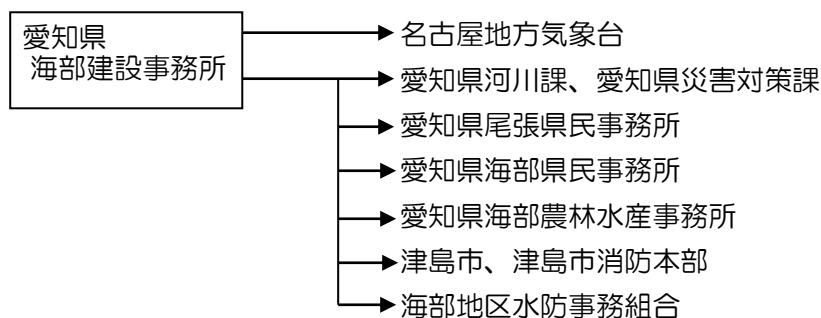 愛知県
海部建設事務所
名古屋地方気象台
愛知県河川課、愛知県災害対策課
愛知県尾張県民事務所
愛知県海部県民事務所
愛知県海部農林水産事務所
津島市、津島市消防本部
海部地区水防事務組合